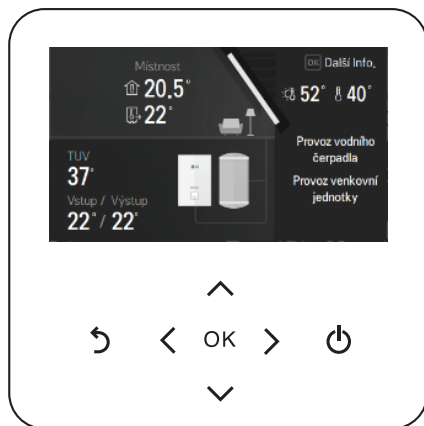 Místnost
20.5°
22°
OK Další Info.
52° 40°
Provoz vodního
čerpadla
Provoz venkovní
jednotky
TUV
37°
Vstup / Výstup
22° / 22°
OK